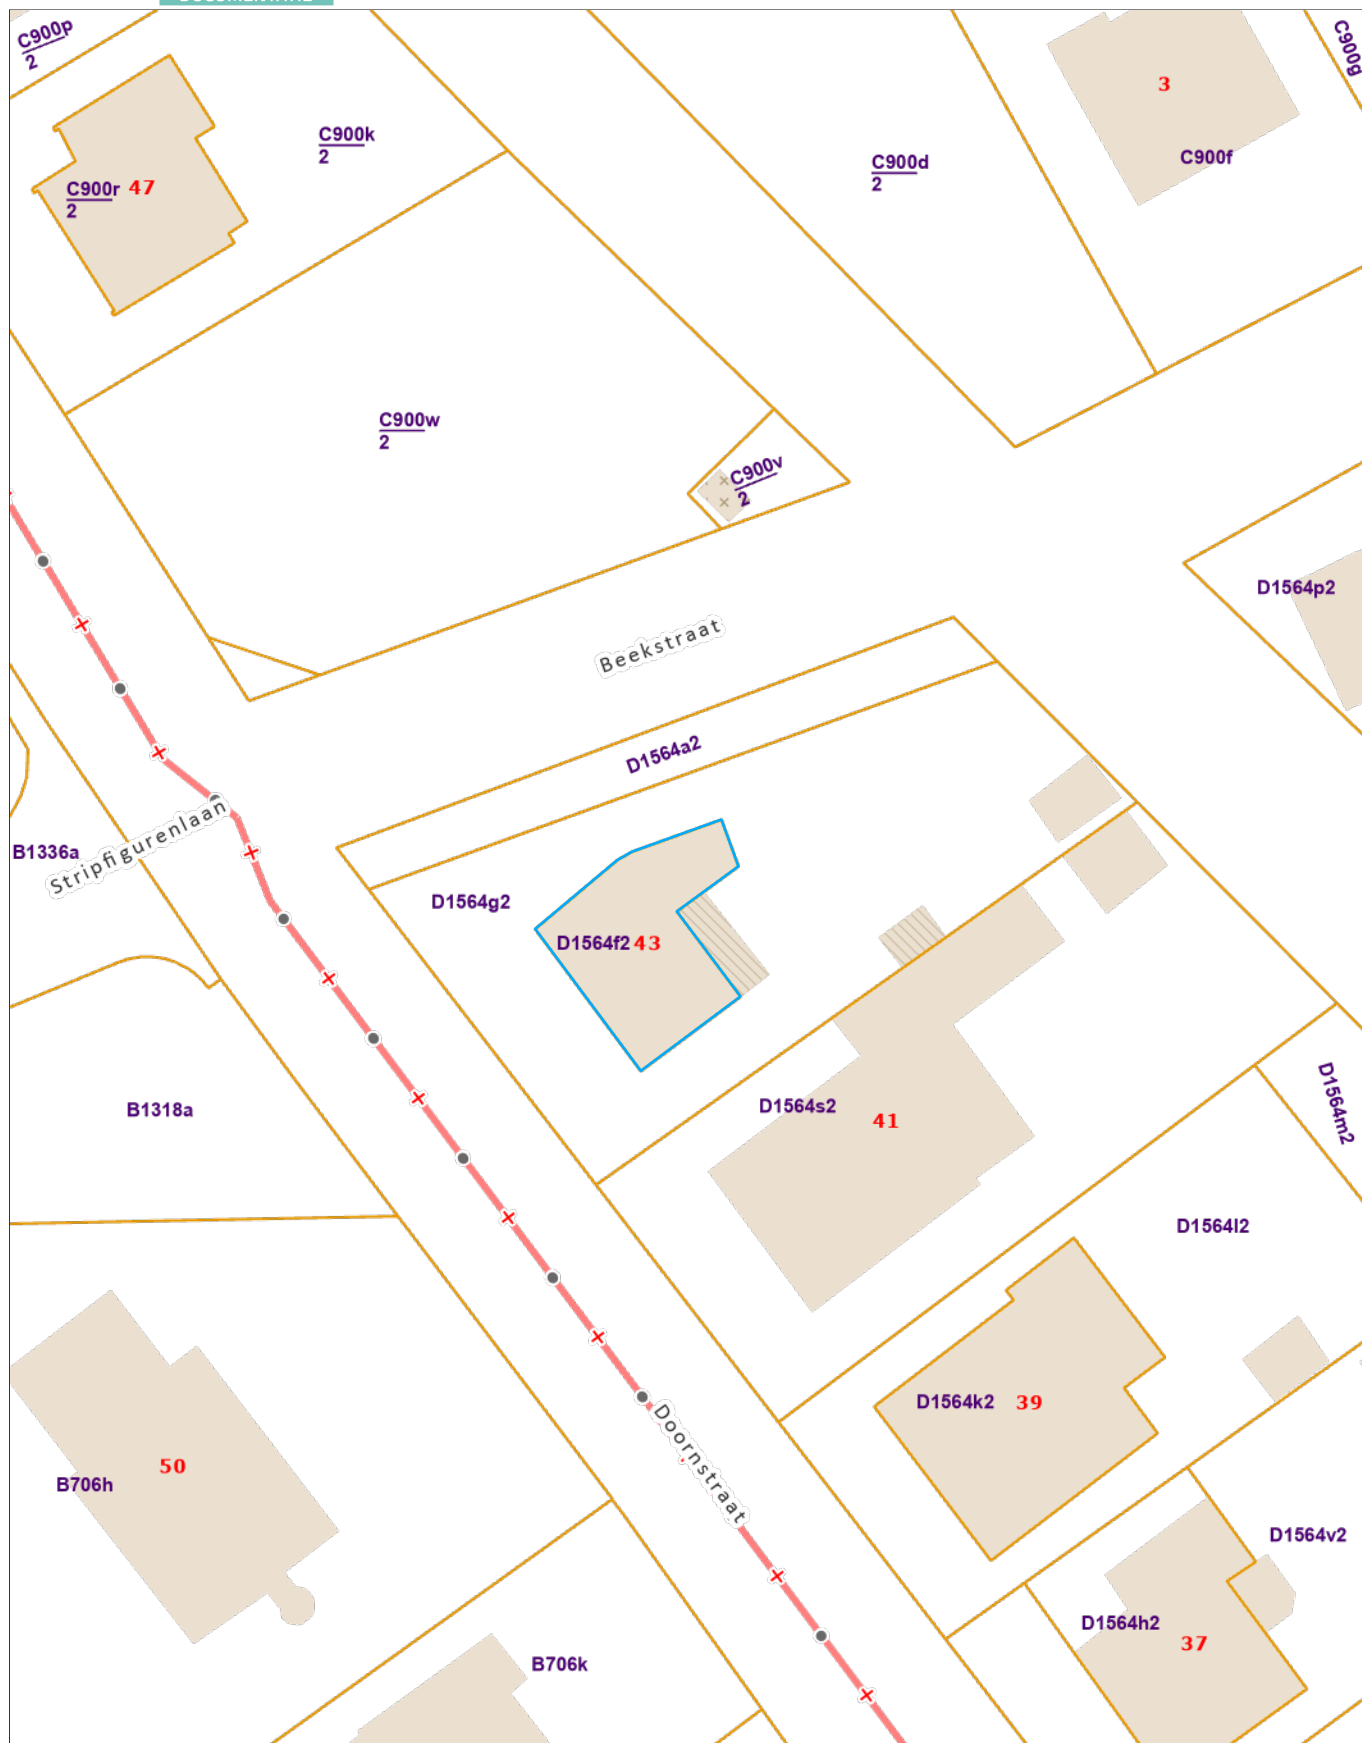 C900p
2
C900g
3
C900k
2
C900f
C900d
2
C900r 47
2
C900w
2
C900v
2
D1564p2
Beekstraat
D1564a2
Stripfigurenlaan
B1336a
D1564g2
D1564f2 43
B1318a
D1564s2
41
D1564m2
D1564l2
D1564k2 39
Doornstraat
50
B706h
D1564v2
D1564h2
37
B706k